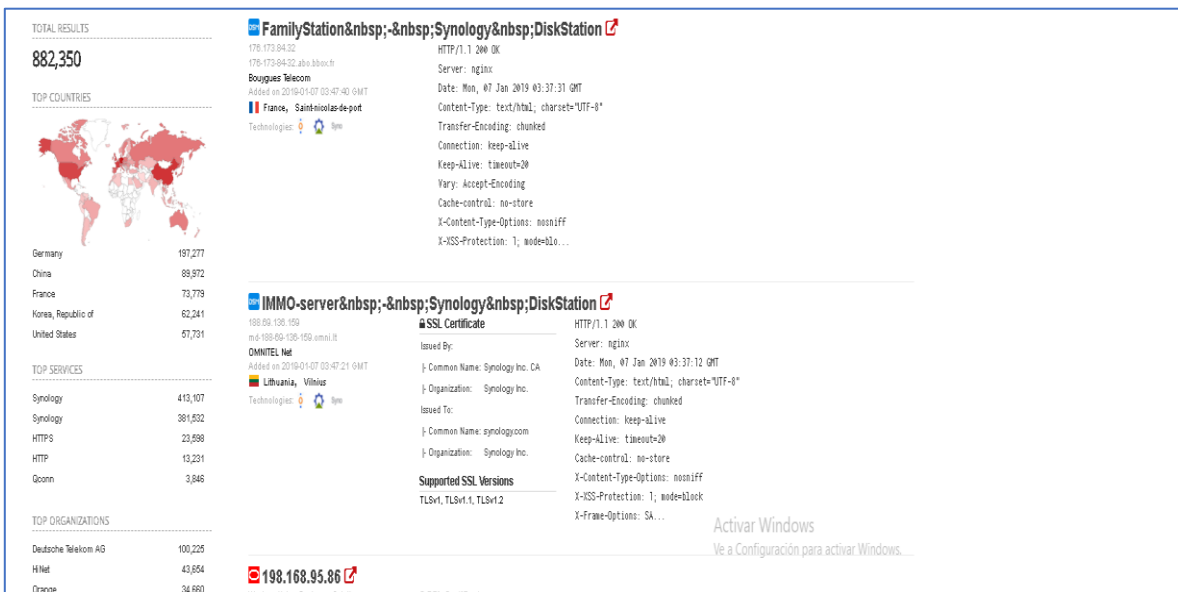 TOTAL RESULTS
882,350
TOP COUNTRIES
Germany 197,277
China 89,972
France 73,779
Korea, Republic of 62,241
United States 57,731
TOP SERVICES
Synology 413,107
Synology 381,532
HTTPS 23,598
HTTP 13,231
Qconn 3,846
TOP ORGANIZATIONS
Deutsche Telekom AG 100,225
HiNet 43,654
Orange 34,660
FamilyStation&nbsp;-&nbsp;Synology&nbsp;DiskStation
176.173.84.32
176-173-84-32.abo.bbox.fr
Bouygues Telecom
Added on 2019-01-07 03:47:40 GMT
France, Saint-nicolas-de-port
Technologies:
HTTP/1.1 200 OK
Server: nginx
Date: Mon, 07 Jan 2019 03:37:31 GMT
Content-Type: text/html; charset="UTF-8"
Transfer-Encoding: chunked
Connection: keep-alive
Keep-Alive: timeout=20
Vary: Accept-Encoding
Cache-control: no-store
X-Content-Type-Options: nosniff
X-XSS-Protection: 1; mode=blo...
IMMO-server&nbsp;-&nbsp;Synology&nbsp;DiskStation
188.69.136.159
md-188-69-136-159.omni.lt
OMNITEL Net
Added on 2019-01-07 03:47:21 GMT
Lithuania, Vilnius
Technologies:
SSL Certificate
Issued By:
|- Common Name: Synology Inc. CA
|- Organization: Synology Inc.
Issued To:
|- Common Name: synology.com
|- Organization: Synology Inc.
Supported SSL Versions
TLSv1, TLSv1.1, TLSv1.2
HTTP/1.1 200 OK
Server: nginx
Date: Mon, 07 Jan 2019 03:37:12 GMT
Content-Type: text/html; charset="UTF-8"
Transfer-Encoding: chunked
Connection: keep-alive
Keep-Alive: timeout=20
Cache-control: no-store
X-Content-Type-Options: nosniff
X-XSS-Protection: 1; mode=block
X-Frame-Options: SA...
Activar Windows
Ve a Configuración para activar Windows.
198.168.95.86